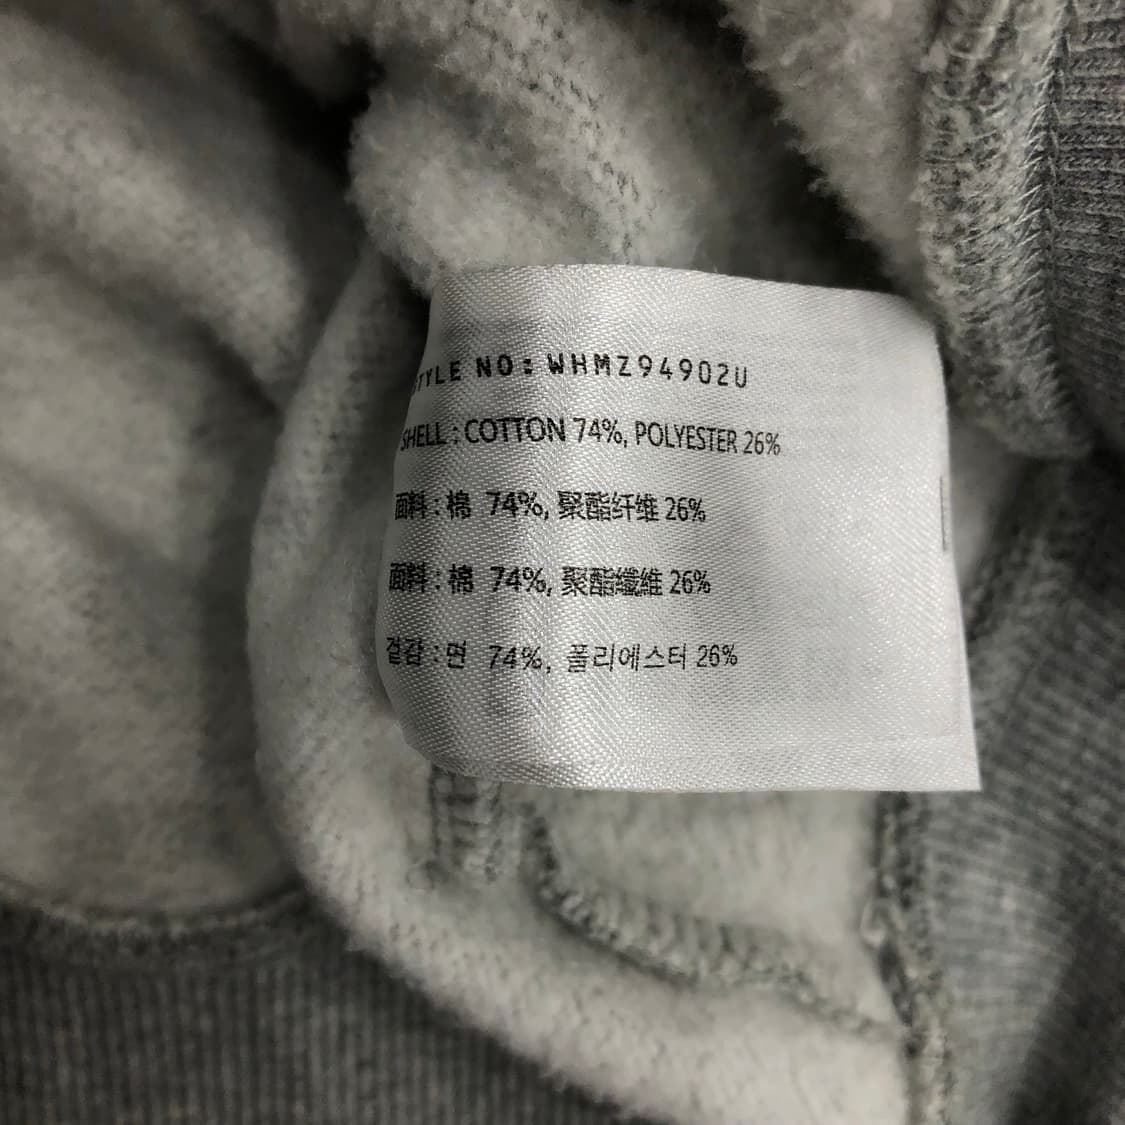 STYLE NO: WHMZ94902U
SHELL : COTTON 74%, POLYESTER 26%
面料 : 棉 74%, 聚酯纤维 26%
面料 : 棉 74%, 聚酯纖維 26%
겉감 : 면 74%, 폴리에스터 26%